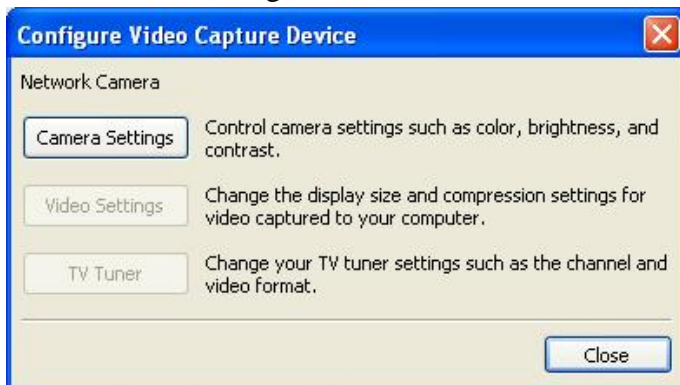 Configure Video Capture Device
Network Camera
Camera Settings
Control camera settings such as color, brightness, and
contrast.
Video Settings
Change the display size and compression settings for
video captured to your computer.
TV Tuner
Change your TV tuner settings such as the channel and
video format.
Close